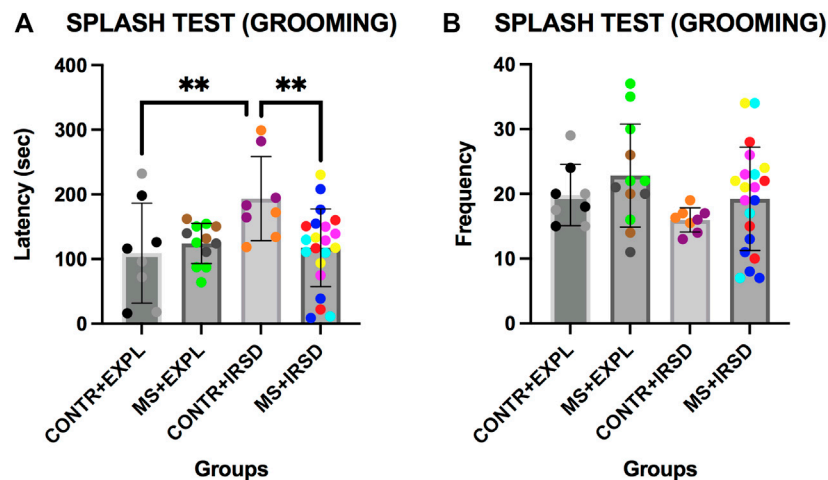 A SPLASH TEST (GROOMING)
Latency (sec)
400
300
200
100
0
** **
CONTR+EXPL
MS+EXPL
CONTR+IRSD
MS+IRSD
Groups
B SPLASH TEST (GROOMING)
Frequency
40
30
20
10
0
CONTR+EXPL
MS+EXPL
CONTR+IRSD
MS+IRSD
Groups